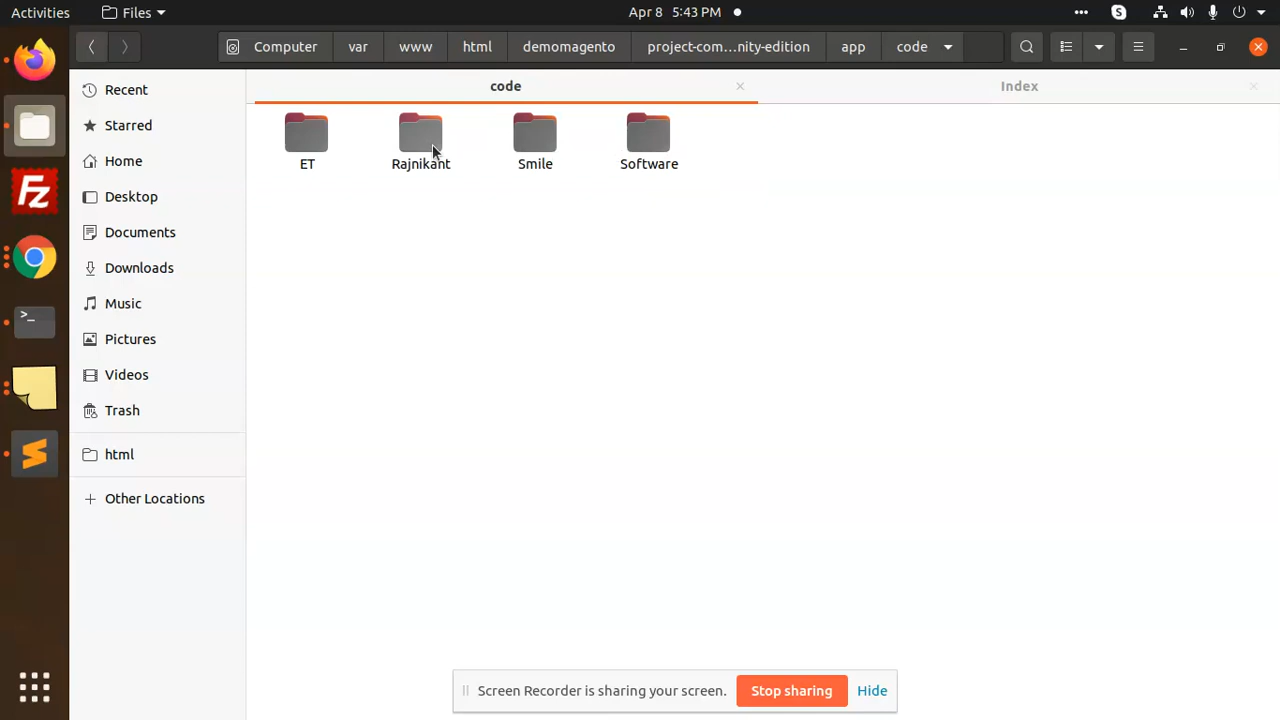 Activities Files Apr 8 5:43 PM
Computer var www html demomagento project-com…nity-edition app code
code Index
Recent
Starred
Home
Desktop
Documents
Downloads
Music
Pictures
Videos
Trash
html
Other Locations
ET Rajnikant Smile Software
Screen Recorder is sharing your screen. Stop sharing Hide